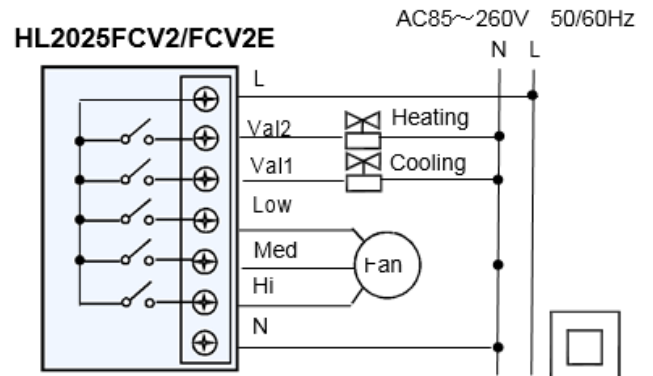 AC85～260V 50/60Hz
HL2025FCV2/FCV2E
N L
L
Val2 Heating
Val1 Cooling
Low
Med
Fan
Hi
N